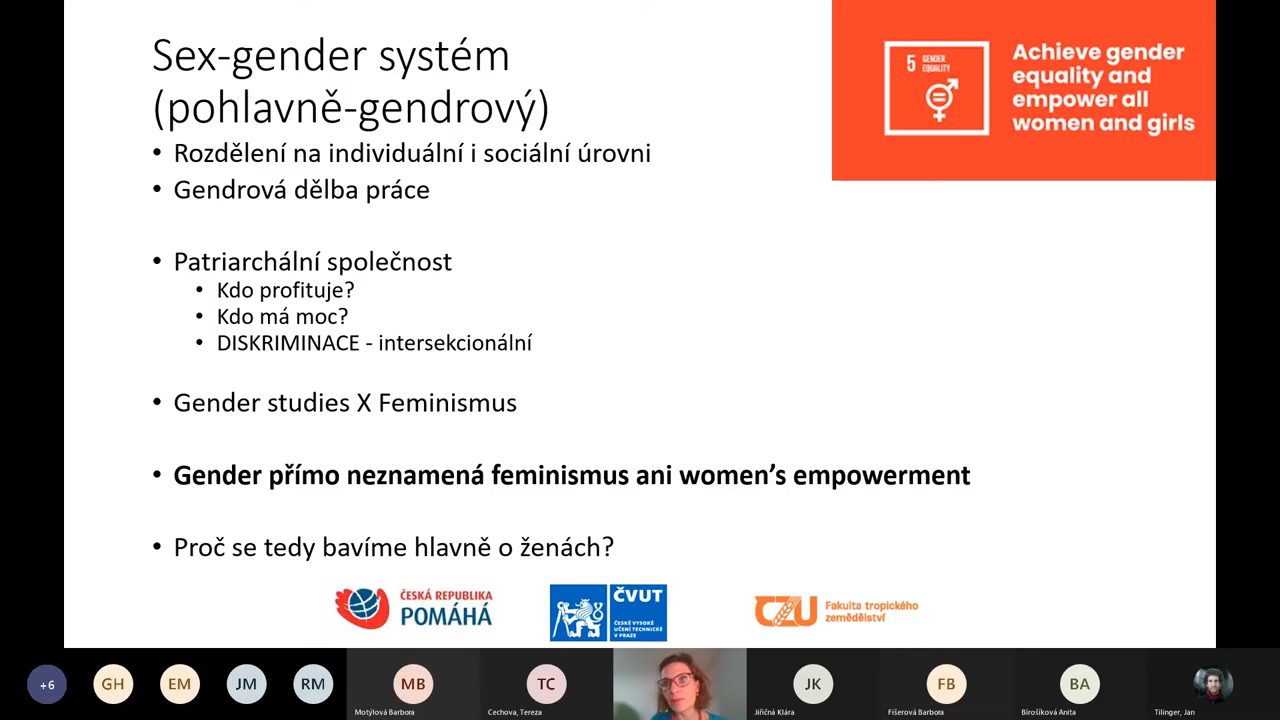 Sex-gender systém
(pohlavně-gendrový)
5 GENDER
EQUALITY
Achieve gender
equality and
empower all
women and girls
• Rozdělení na individuální i sociální úrovni
• Gendrová dělba práce
• Patriarchální společnost
• Kdo profituje?
• Kdo má moc?
• DISKRIMINACE - intersekcionální
• Gender studies X Feminismus
• Gender přímo neznamená feminismus ani women’s empowerment
• Proč se tedy bavíme hlavně o ženách?
ČESKÁ REPUBLIKA
POMÁHÁ
ČVUT
ČESKÉ VYSOKÉ
UČENÍ TECHNICKÉ
V PRAZE
CZU
Fakulta tropického
zemědělství
+6
GH
EM
JM
RM
MB
Motýlová Barbora
TC
Cechova, Tereza
JK
Jiřičná Klára
FB
Fišerová Barbora
BA
Birošíková Anita
Tilinger, Jan